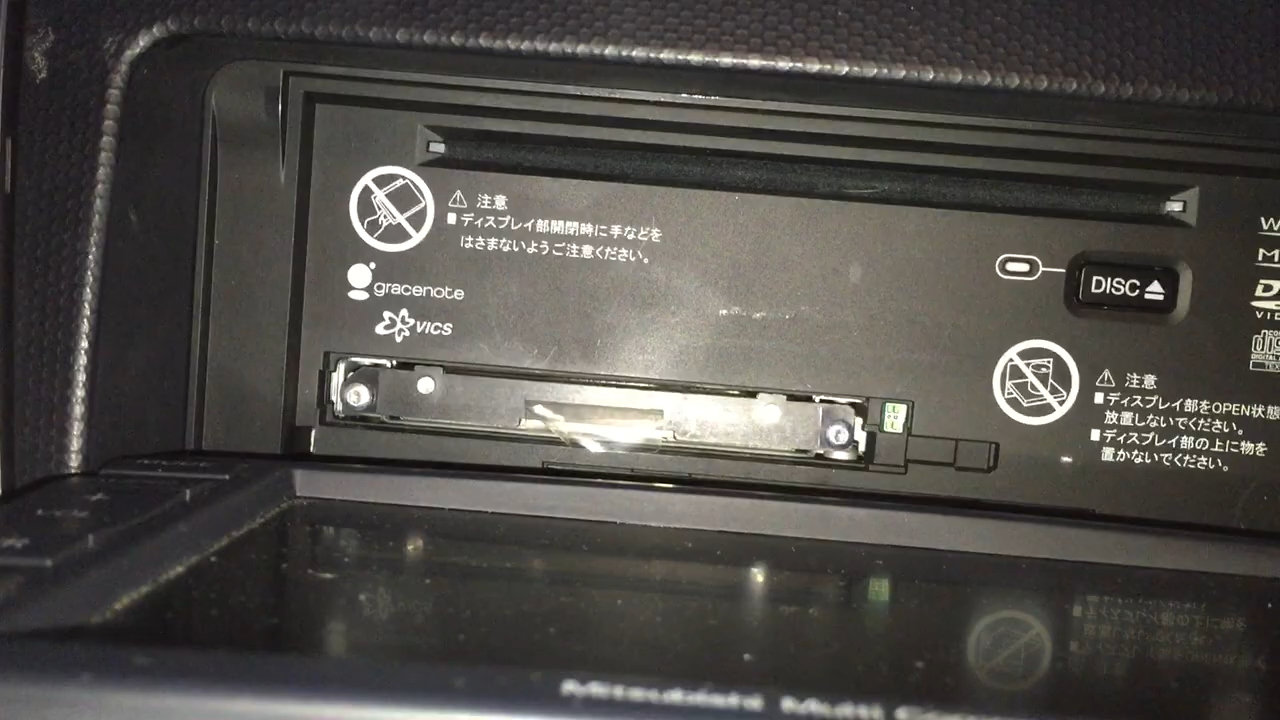 注意
■ ディスプレイ部開閉時に手などを
はさまないようご注意ください。
gracenote
VICS
DISC
注意
■ ディスプレイ部をOPEN状態
放置しないでください。
■ ディスプレイ部の上に物を
置かないでください。
Mitsubishi Multi